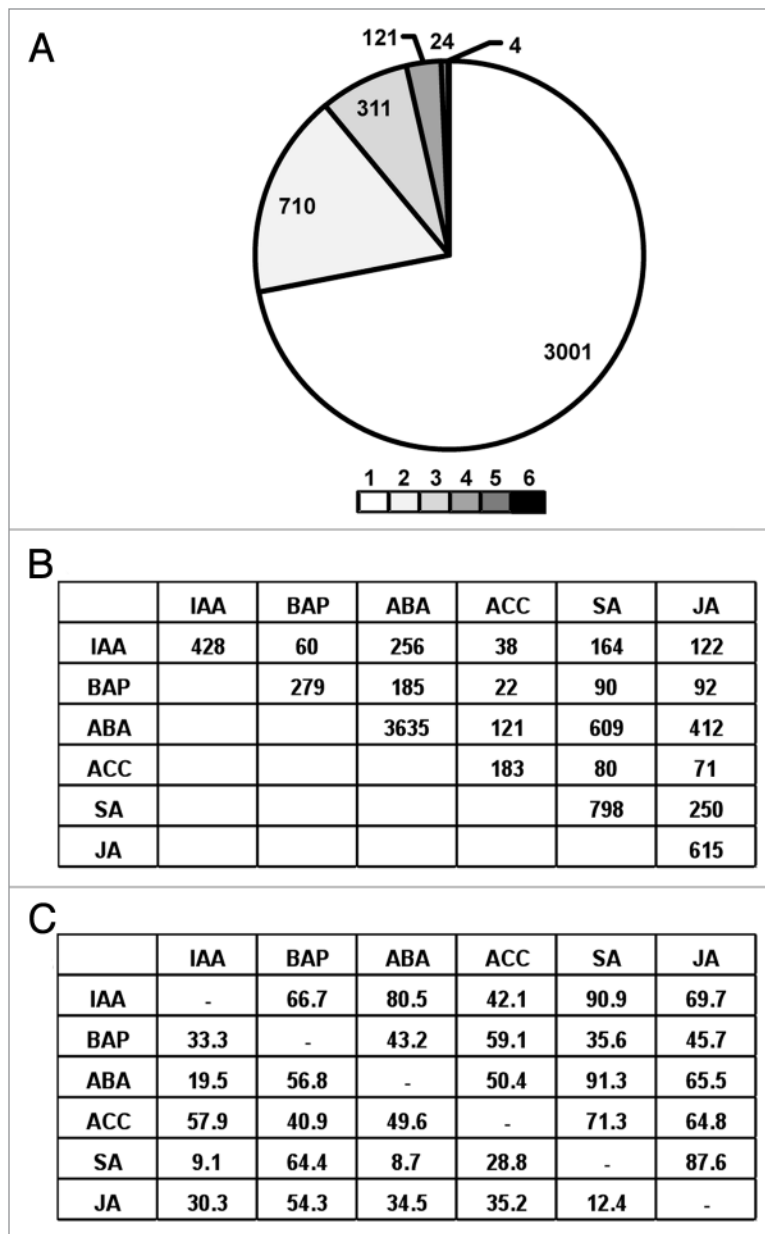 A
121 24 4
311
710
3001
1 2 3 4 5 6
B
IAA BAP ABA ACC SA JA
IAA 428 60 256 38 164 122
BAP 279 185 22 90 92
ABA 3635 121 609 412
ACC 183 80 71
SA 798 250
JA 615
C
IAA BAP ABA ACC SA JA
IAA - 66.7 80.5 42.1 90.9 69.7
BAP 33.3 - 43.2 59.1 35.6 45.7
ABA 19.5 56.8 - 50.4 91.3 65.5
ACC 57.9 40.9 49.6 - 71.3 64.8
SA 9.1 64.4 8.7 28.8 - 87.6
JA 30.3 54.3 34.5 35.2 12.4 -